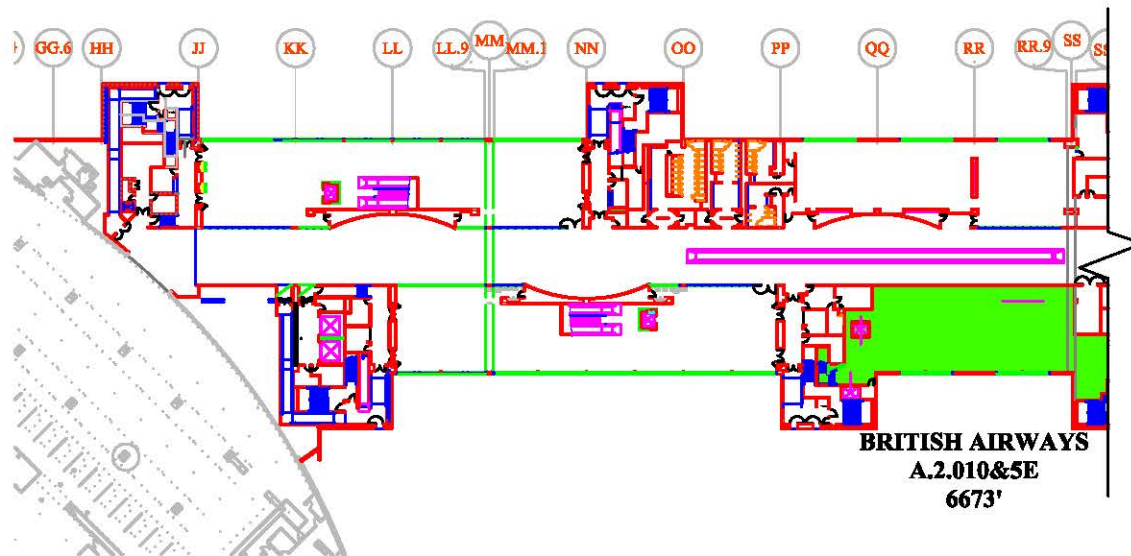 GG.6 HH JJ KK LL LL.9 MM MM.1 NN OO PP QQ RR RR.9 SS
BRITISH AIRWAYS
A.2.010&5E
6673'